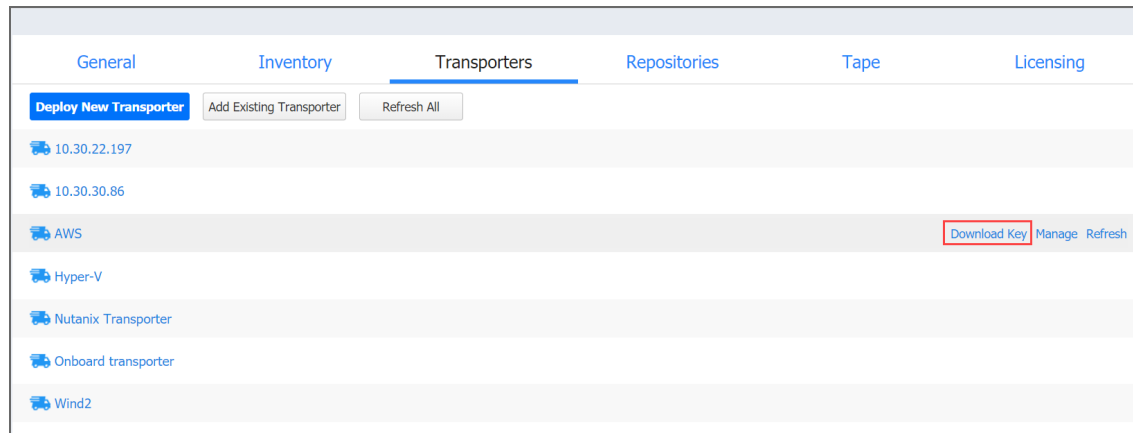 General Inventory Transporters Repositories Tape Licensing
Deploy New Transporter Add Existing Transporter Refresh All
10.30.22.197
10.30.30.86
AWS Download Key Manage Refresh
Hyper-V
Nutanix Transporter
Onboard transporter
Wind2